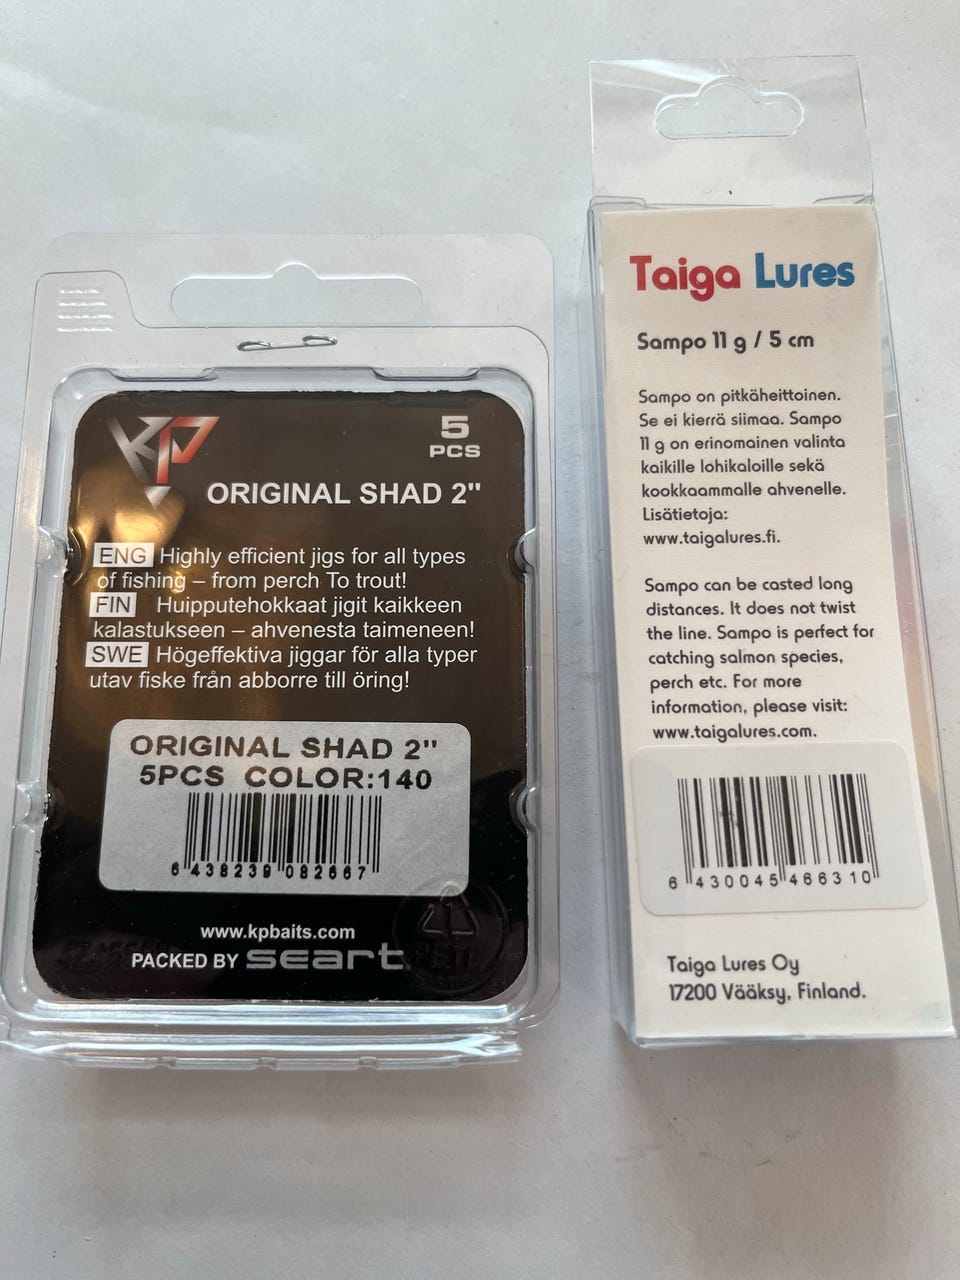 KP
5
PCS
ORIGINAL SHAD 2"
ENG Highly efficient jigs for all types
of fishing – from perch To trout!
FIN Huipputehokkaat jigit kaikkeen
kalastukseen – ahvenesta taimeneen!
SWE Högeffektiva jiggar för alla typer
utav fiske från abborre till öring!
ORIGINAL SHAD 2"
5PCS COLOR:140
6 438239 082667
www.kpbaits.com
PACKED BY seart.
1
PETE
Taiga Lures
Sampo 11 g / 5 cm
Sampo on pitkäheittoinen.
Se ei kierrä siimaa. Sampo
11 g on erinomainen valinta
kaikille lohikaloille sekä
kookkaammalle ahvenelle.
Lisätietoja:
www.taigalures.fi.
Sampo can be casted long
distances. It does not twist
the line. Sampo is perfect for
catching salmon species,
perch etc. For more
information, please visit:
www.taigalures.com.
6 430045 466310
Taiga Lures Oy
17200 Vääksy, Finland.